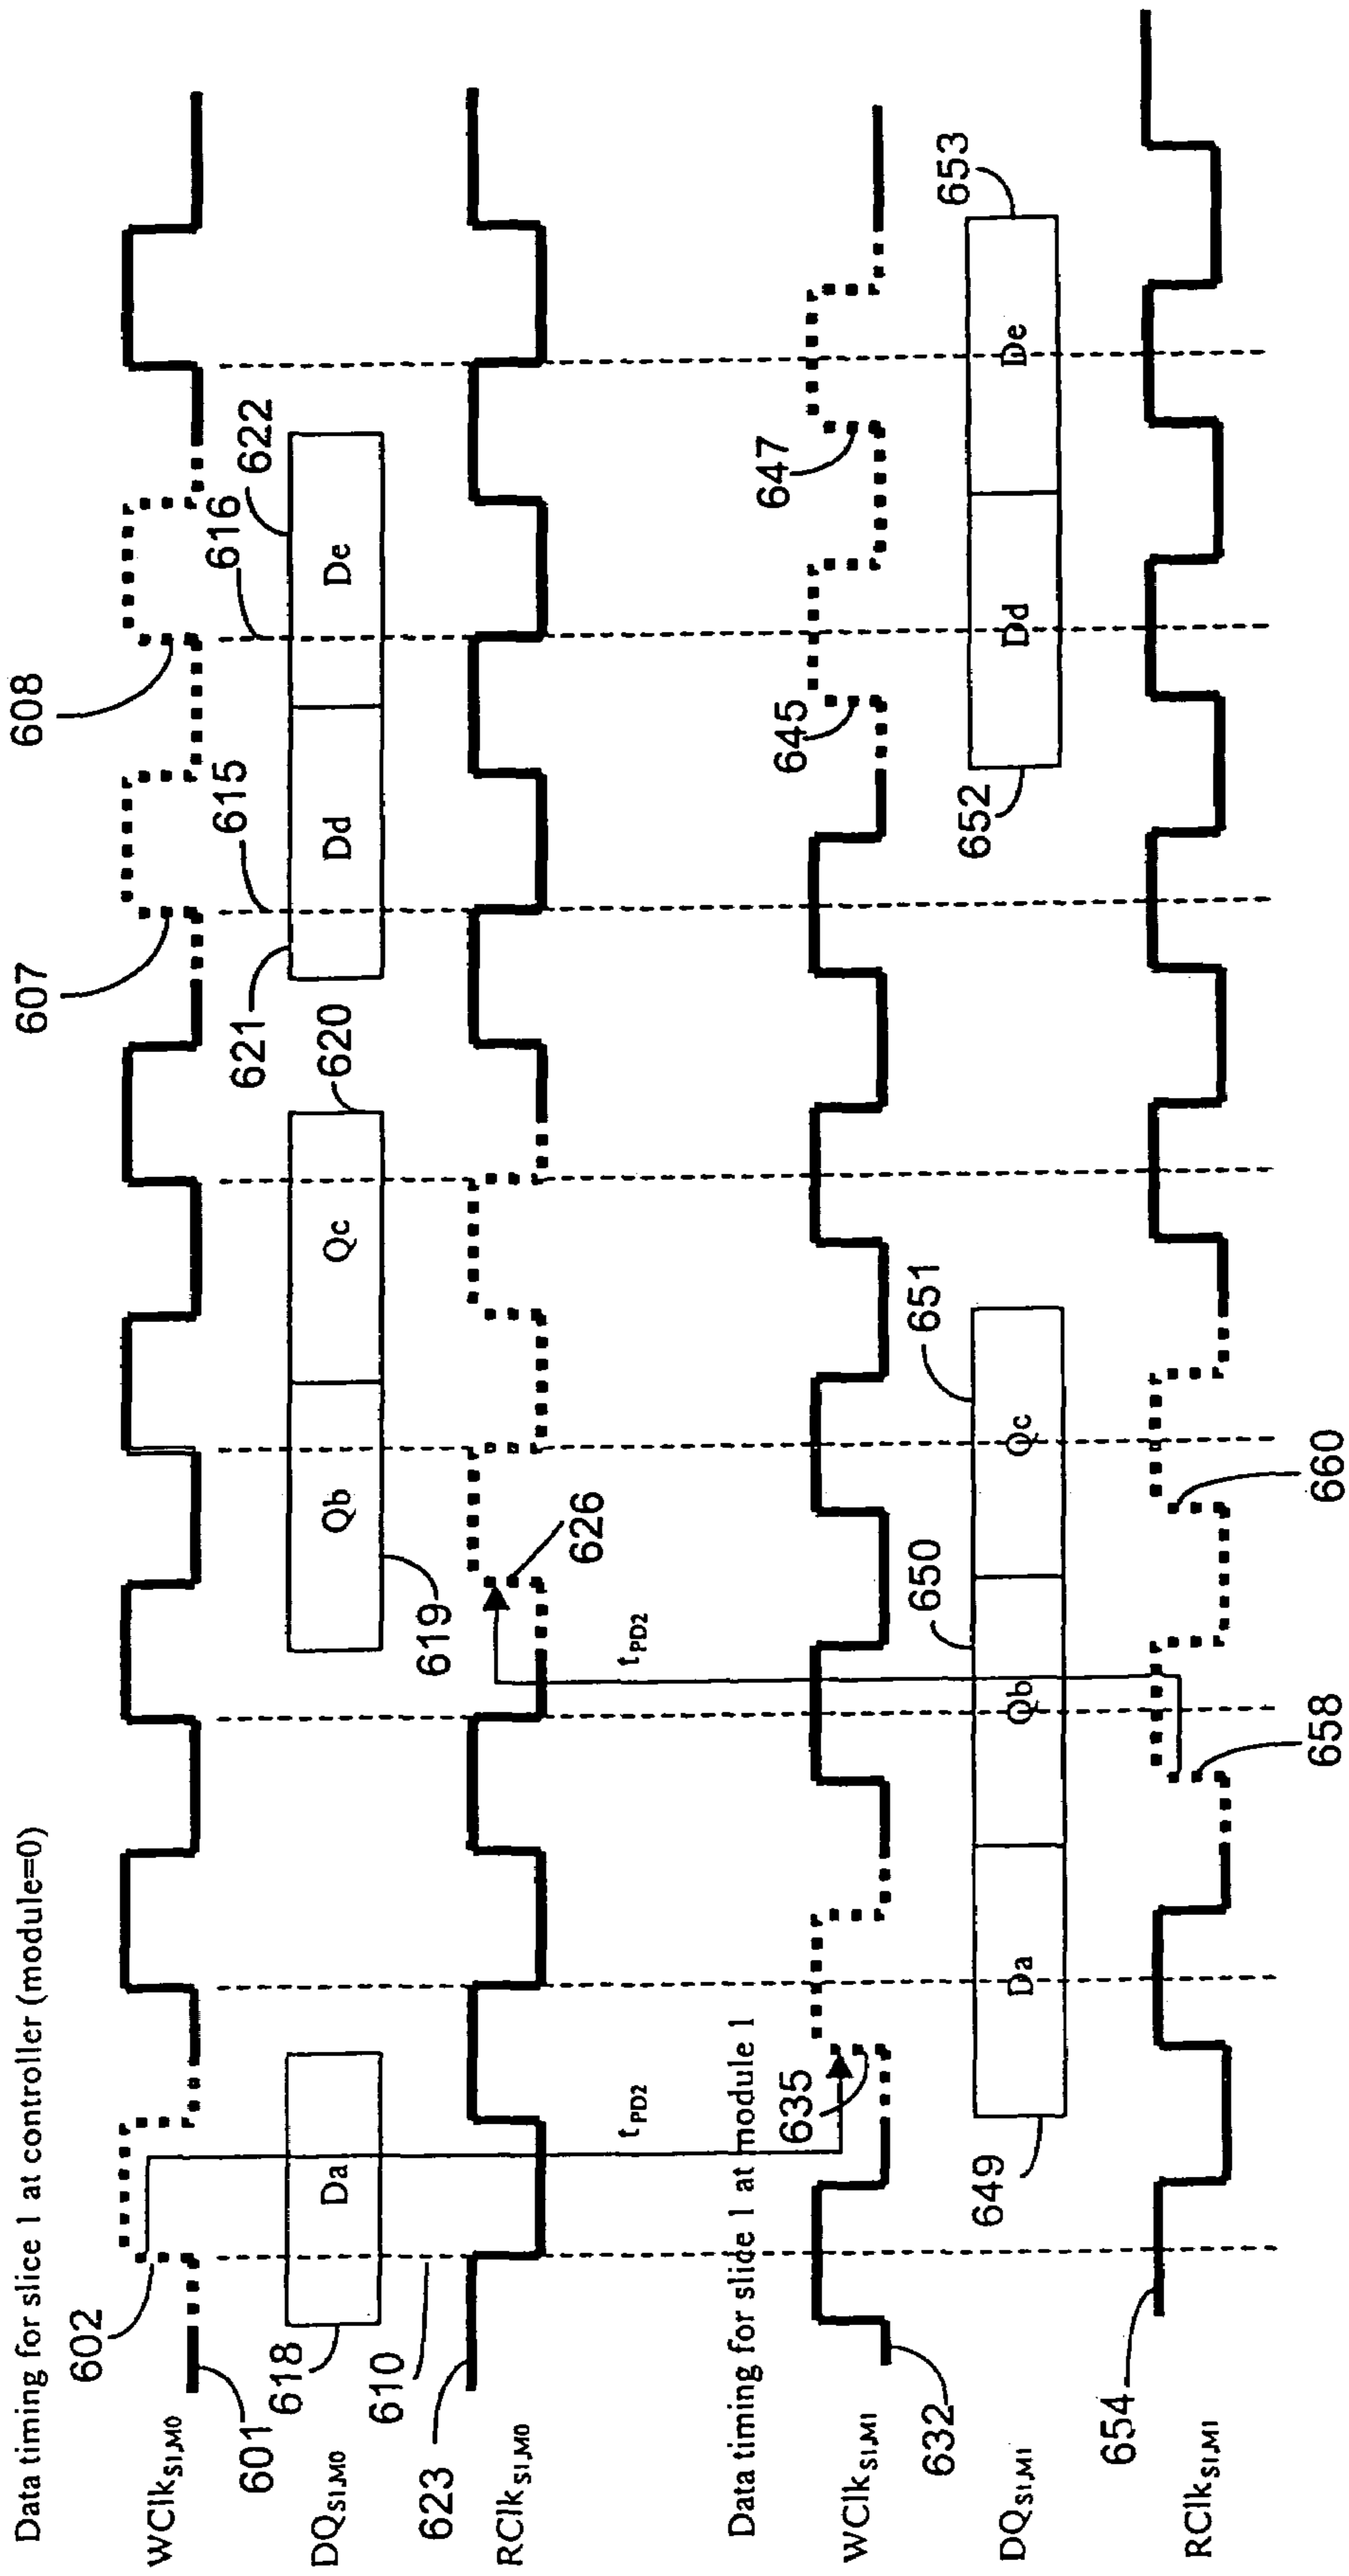 Data timing for slice 1 at controller (module=0)
602
607
608
WClk S1,M0
601
618
621
615
616
622
DQ S1,M0
Da
Qb
Qc
Dd
De
610
619
620
623
RClk S1,M0
626
tPD2
tPD2
Data timing for slice 1 at module 1
635
645
647
WClk S1,M1
632
649
650
651
652
653
DQ S1,M1
Da
Qb
Qc
Dd
De
654
RClk S1,M1
658
660